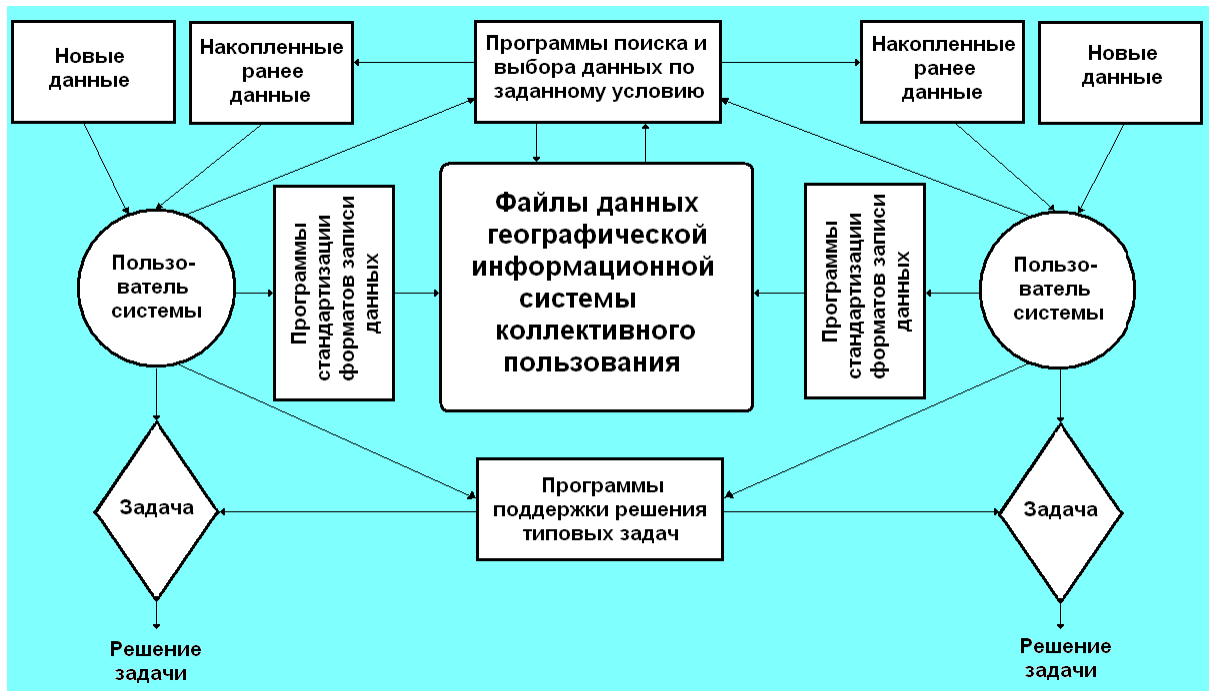 Новые
данные
Накопленные
ранее
данные
Программы поиска и
выбора данных по
заданному условию
Накопленные
ранее
данные
Новые
данные
Пользо-
ватель
системы
Программы
стандартизации
форматов записи
данных
Файлы данных
географической
информационной
системы
коллективного
пользования
Программы
стандартизации
форматов записи
данных
Пользо-
ватель
системы
Задача
Программы
поддержки решения
типовых задач
Задача
Решение
задачи
Решение
задачи